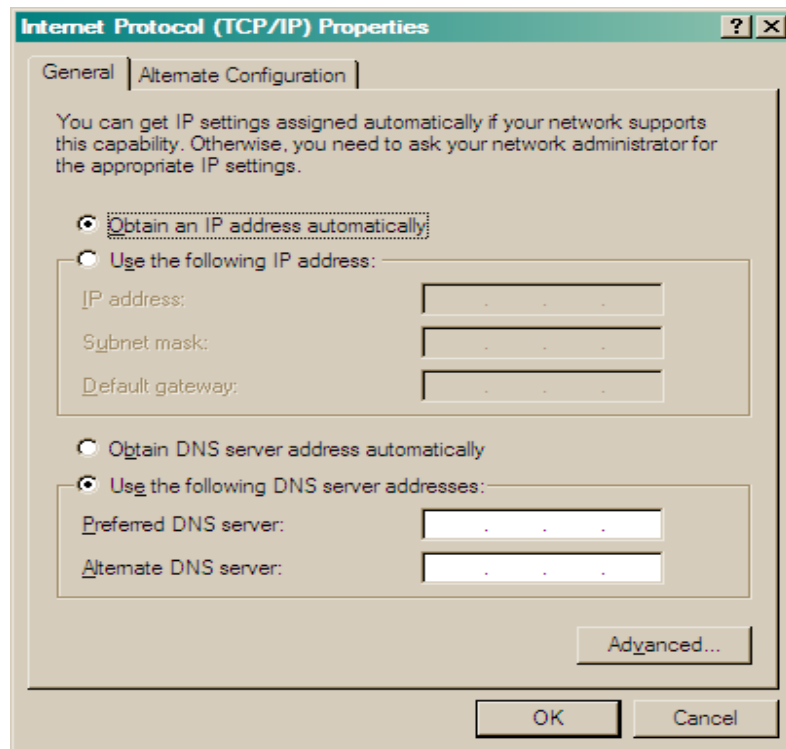 Internet Protocol (TCP/IP) Properties
General
Alternate Configuration
You can get IP settings assigned automatically if your network supports
this capability. Otherwise, you need to ask your network administrator for
the appropriate IP settings.
Obtain an IP address automatically
Use the following IP address:
IP address:
Subnet mask:
Default gateway:
Obtain DNS server address automatically
Use the following DNS server addresses:
Preferred DNS server:
Alternate DNS server:
Advanced...
OK
Cancel